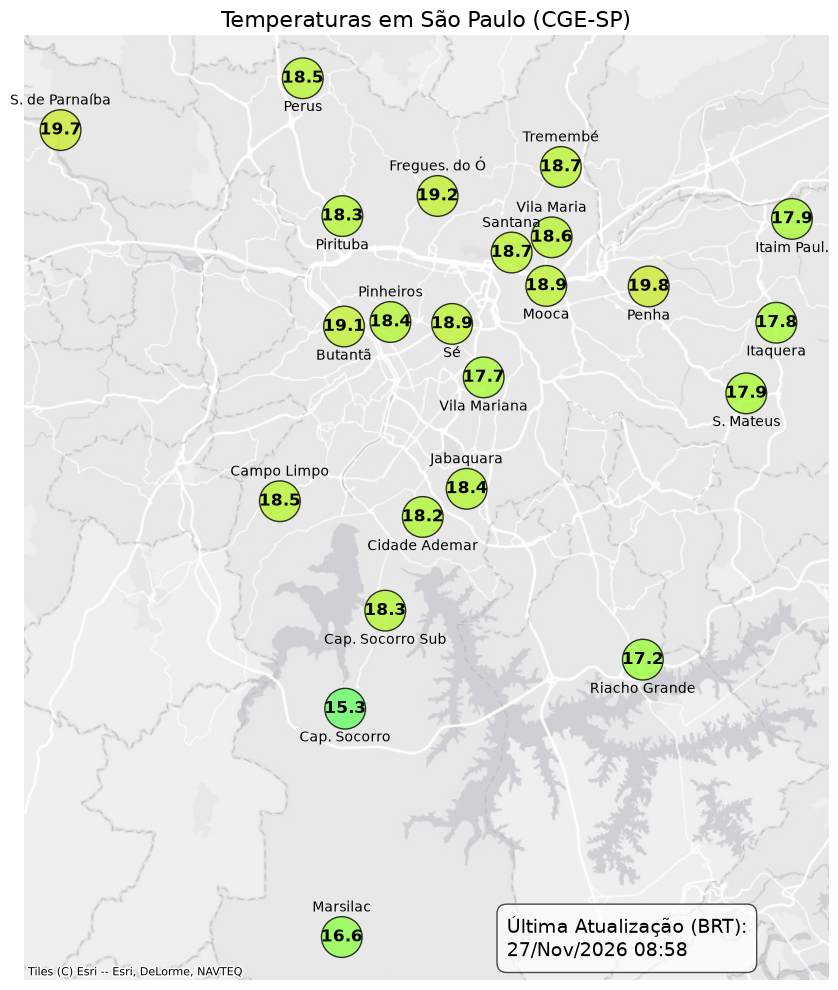 Temperaturas em São Paulo (CGE-SP)
18.5
Perus
S. de Parnaíba
19.7
Tremembé
18.7
Fregues. do Ó
19.2
18.3
Pirituba
Vila Maria
18.6
Santana
18.7
17.9
Itaim Paul.
18.9
Mooca
19.8
Penha
Pinheiros
18.4
19.1
Butantã
18.9
Sé
17.8
Itaquera
17.7
Vila Mariana
17.9
S. Mateus
Jabaquara
18.4
Campo Limpo
18.5
18.2
Cidade Ademar
18.3
Cap. Socorro Sub
17.2
Riacho Grande
15.3
Cap. Socorro
Marsilac
16.6
Última Atualização (BRT):
27/Nov/2026 08:58
Tiles (C) Esri -- Esri, DeLorme, NAVTEQ